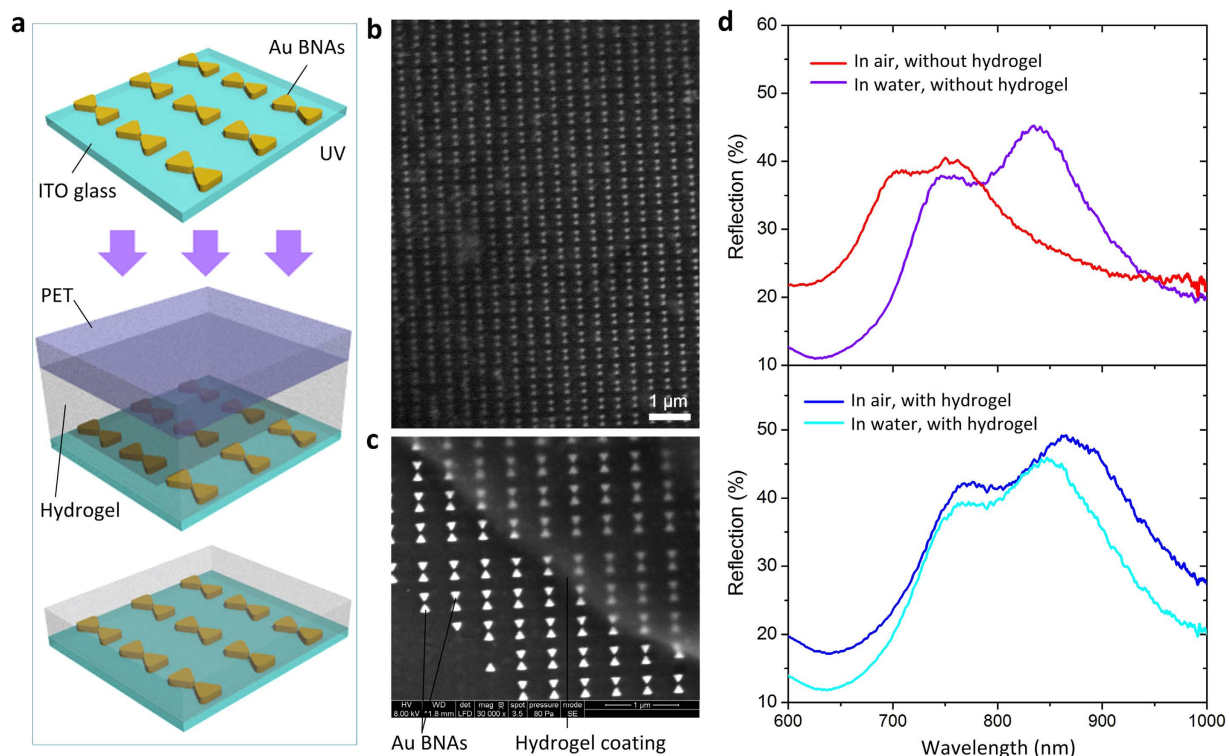 a
Au BNAs
UV
ITO glass
PET
Hydrogel
b
1 µm
c
HV WD det mag spot pressure mode
8.00 kV 11.8 mm LFD 30 000 x 3.5 80 Pa SE 1 µm
Au BNAs Hydrogel coating
d
60
50
40
30
20
10
Reflection (%)
In air, without hydrogel
In water, without hydrogel
50
40
30
20
10
Reflection (%)
In air, with hydrogel
In water, with hydrogel
600 700 800 900 1000
Wavelength (nm)